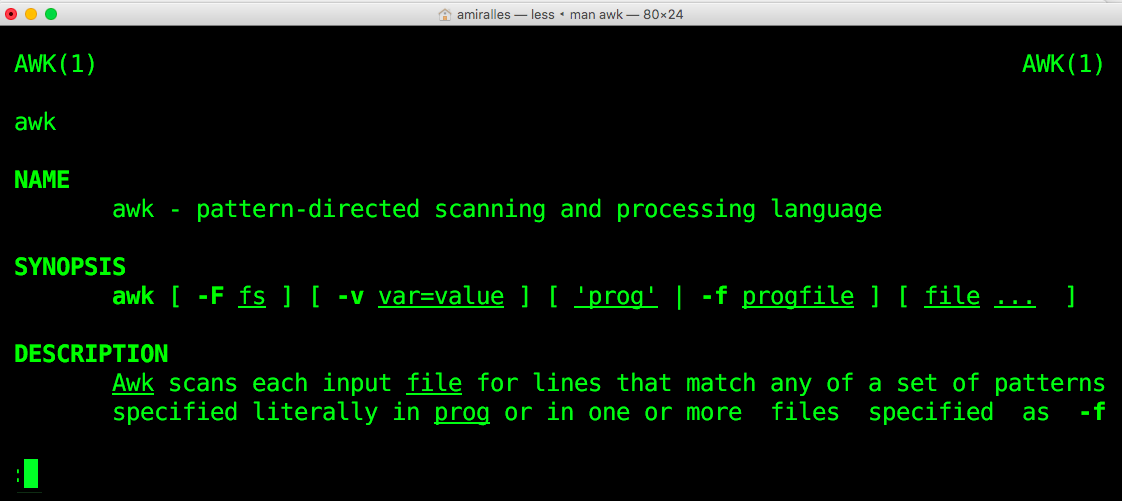 amiralles — less ◂ man awk — 80×24
AWK(1) AWK(1)
awk
NAME
awk - pattern-directed scanning and processing language
SYNOPSIS
awk [ -F fs ] [ -v var=value ] [ 'prog' | -f progfile ] [ file ... ]
DESCRIPTION
Awk scans each input file for lines that match any of a set of patterns
specified literally in prog or in one or more files specified as -f
: